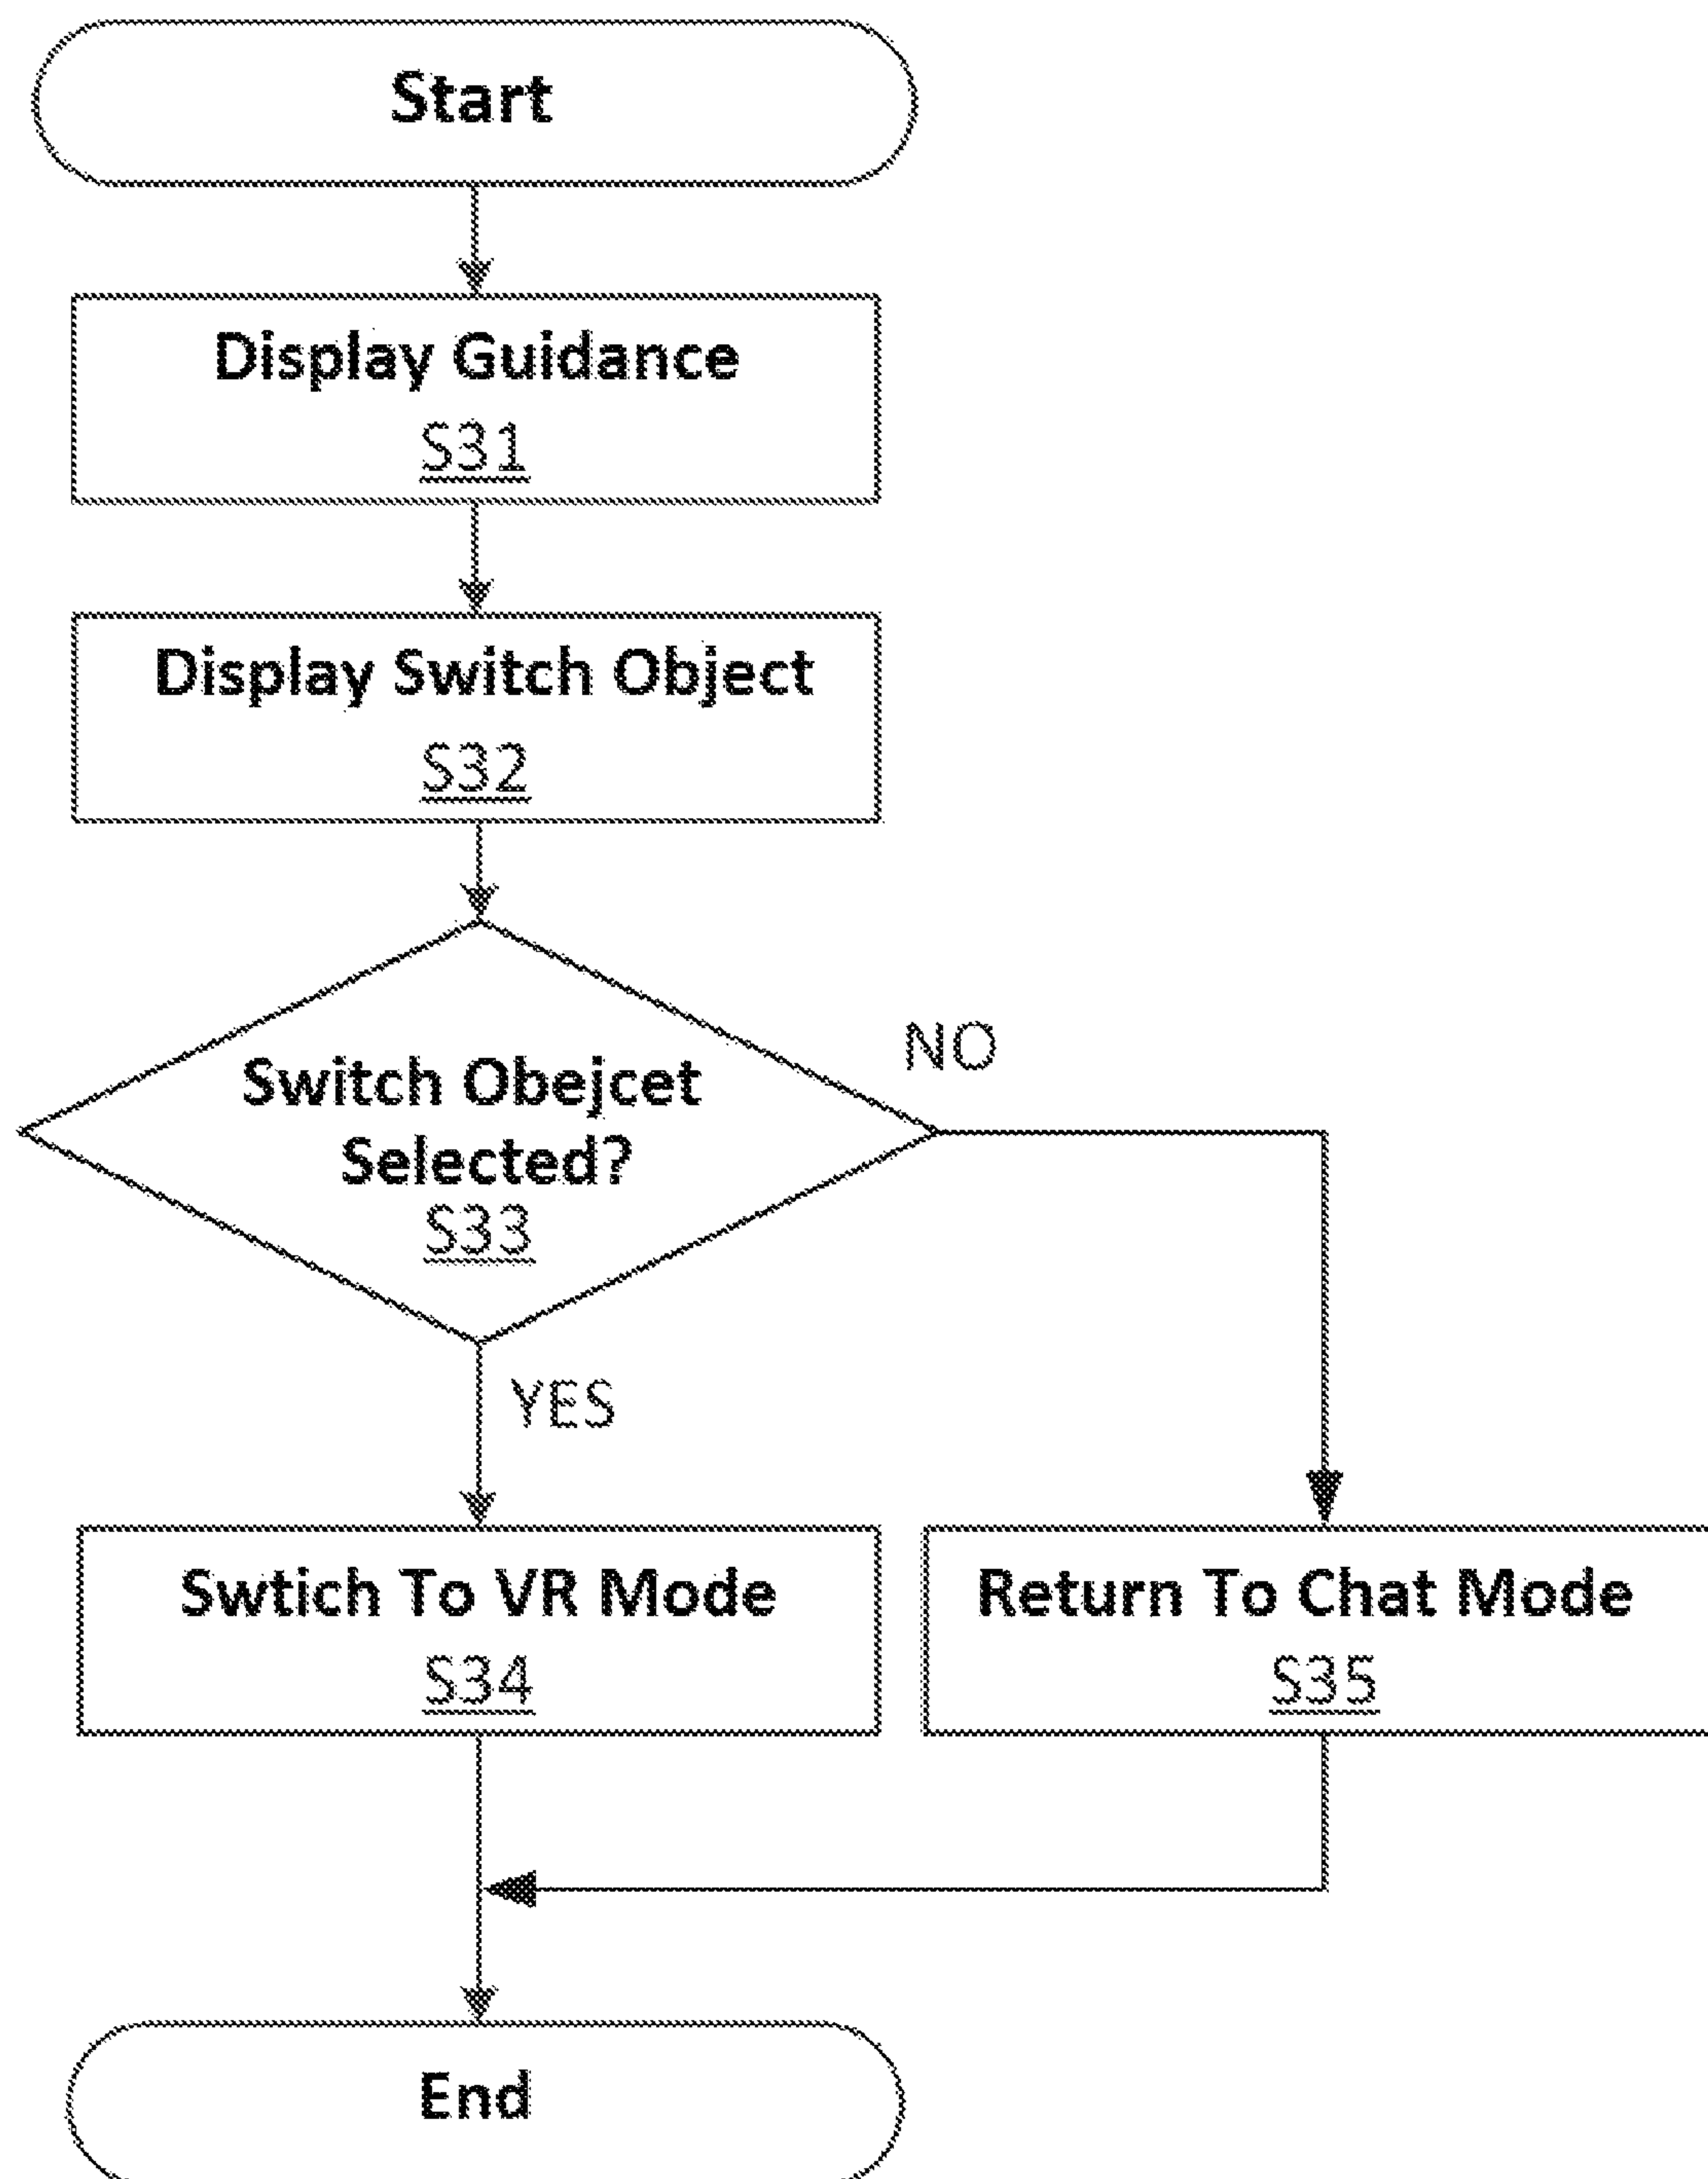 Start
Display Guidance
S31
Display Switch Object
S32
Switch Obejcet
Selected?
S33
NO
YES
Swtich To VR Mode
S34
Return To Chat Mode
S35
End